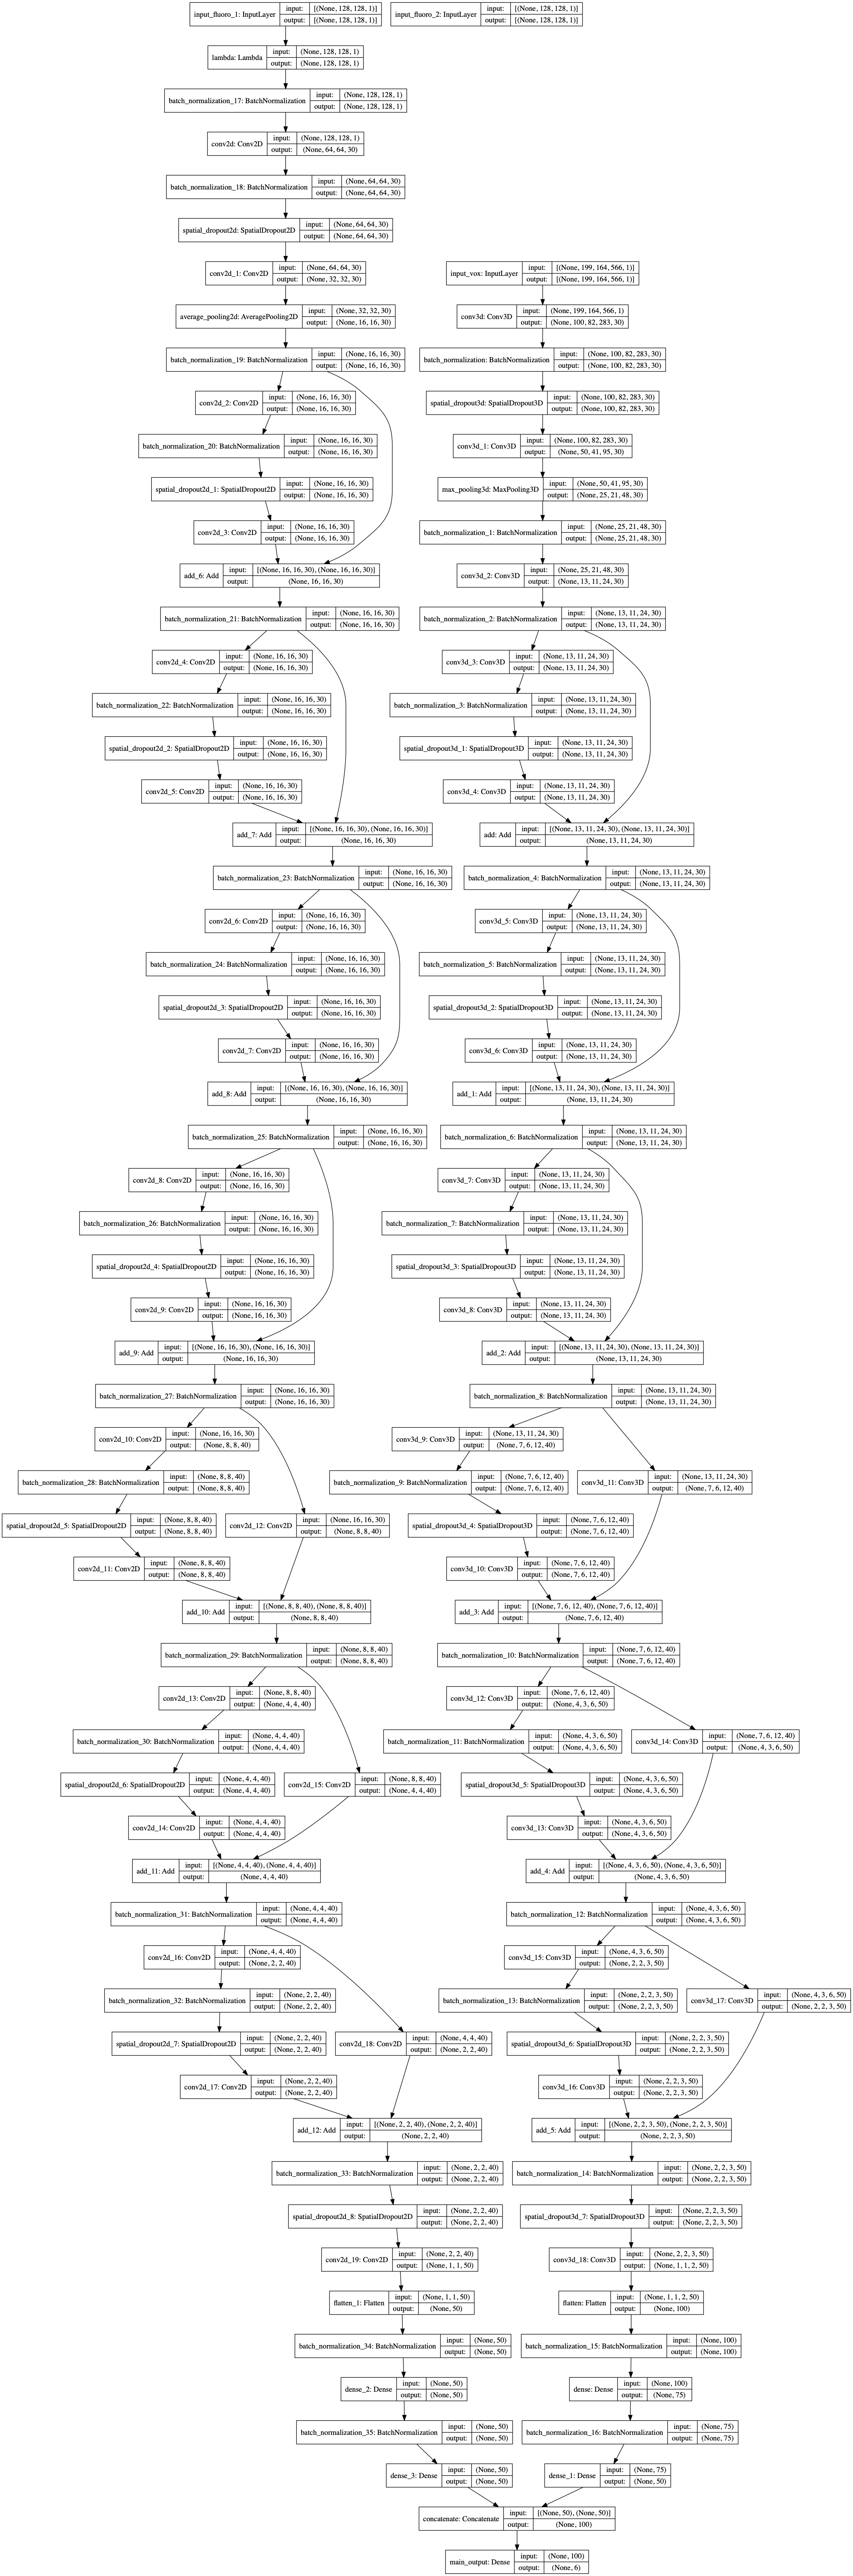 input_fluoro_1: InputLayer
input: [(None, 128, 128, 1)]
output: [(None, 128, 128, 1)]
input_fluoro_2: InputLayer
input: [(None, 128, 128, 1)]
output: [(None, 128, 128, 1)]
lambda: Lambda
input: (None, 128, 128, 1)
output: (None, 128, 128, 1)
batch_normalization_17: BatchNormalization
input: (None, 128, 128, 1)
output: (None, 128, 128, 1)
conv2d: Conv2D
input: (None, 128, 128, 1)
output: (None, 64, 64, 30)
batch_normalization_18: BatchNormalization
input: (None, 64, 64, 30)
output: (None, 64, 64, 30)
spatial_dropout2d: SpatialDropout2D
input: (None, 64, 64, 30)
output: (None, 64, 64, 30)
conv2d_1: Conv2D
input: (None, 64, 64, 30)
output: (None, 32, 32, 30)
input_vox: InputLayer
input: [(None, 199, 164, 566, 1)]
output: [(None, 199, 164, 566, 1)]
average_pooling2d: AveragePooling2D
input: (None, 32, 32, 30)
output: (None, 16, 16, 30)
conv3d: Conv3D
input: (None, 199, 164, 566, 1)
output: (None, 100, 82, 283, 30)
batch_normalization_19: BatchNormalization
input: (None, 16, 16, 30)
output: (None, 16, 16, 30)
batch_normalization: BatchNormalization
input: (None, 100, 82, 283, 30)
output: (None, 100, 82, 283, 30)
conv2d_2: Conv2D
input: (None, 16, 16, 30)
output: (None, 16, 16, 30)
spatial_dropout3d: SpatialDropout3D
input: (None, 100, 82, 283, 30)
output: (None, 100, 82, 283, 30)
batch_normalization_20: BatchNormalization
input: (None, 16, 16, 30)
output: (None, 16, 16, 30)
conv3d_1: Conv3D
input: (None, 100, 82, 283, 30)
output: (None, 50, 41, 95, 30)
spatial_dropout2d_1: SpatialDropout2D
input: (None, 16, 16, 30)
output: (None, 16, 16, 30)
max_pooling3d: MaxPooling3D
input: (None, 50, 41, 95, 30)
output: (None, 25, 21, 48, 30)
conv2d_3: Conv2D
input: (None, 16, 16, 30)
output: (None, 16, 16, 30)
batch_normalization_1: BatchNormalization
input: (None, 25, 21, 48, 30)
output: (None, 25, 21, 48, 30)
add_6: Add
input: [(None, 16, 16, 30), (None, 16, 16, 30)]
output: (None, 16, 16, 30)
conv3d_2: Conv3D
input: (None, 25, 21, 48, 30)
output: (None, 13, 11, 24, 30)
batch_normalization_21: BatchNormalization
input: (None, 16, 16, 30)
output: (None, 16, 16, 30)
batch_normalization_2: BatchNormalization
input: (None, 13, 11, 24, 30)
output: (None, 13, 11, 24, 30)
conv2d_4: Conv2D
input: (None, 16, 16, 30)
output: (None, 16, 16, 30)
conv3d_3: Conv3D
input: (None, 13, 11, 24, 30)
output: (None, 13, 11, 24, 30)
batch_normalization_22: BatchNormalization
input: (None, 16, 16, 30)
output: (None, 16, 16, 30)
batch_normalization_3: BatchNormalization
input: (None, 13, 11, 24, 30)
output: (None, 13, 11, 24, 30)
spatial_dropout2d_2: SpatialDropout2D
input: (None, 16, 16, 30)
output: (None, 16, 16, 30)
spatial_dropout3d_1: SpatialDropout3D
input: (None, 13, 11, 24, 30)
output: (None, 13, 11, 24, 30)
conv2d_5: Conv2D
input: (None, 16, 16, 30)
output: (None, 16, 16, 30)
conv3d_4: Conv3D
input: (None, 13, 11, 24, 30)
output: (None, 13, 11, 24, 30)
add_7: Add
input: [(None, 16, 16, 30), (None, 16, 16, 30)]
output: (None, 16, 16, 30)
add: Add
input: [(None, 13, 11, 24, 30), (None, 13, 11, 24, 30)]
output: (None, 13, 11, 24, 30)
batch_normalization_23: BatchNormalization
input: (None, 16, 16, 30)
output: (None, 16, 16, 30)
batch_normalization_4: BatchNormalization
input: (None, 13, 11, 24, 30)
output: (None, 13, 11, 24, 30)
conv2d_6: Conv2D
input: (None, 16, 16, 30)
output: (None, 16, 16, 30)
conv3d_5: Conv3D
input: (None, 13, 11, 24, 30)
output: (None, 13, 11, 24, 30)
batch_normalization_24: BatchNormalization
input: (None, 16, 16, 30)
output: (None, 16, 16, 30)
batch_normalization_5: BatchNormalization
input: (None, 13, 11, 24, 30)
output: (None, 13, 11, 24, 30)
spatial_dropout2d_3: SpatialDropout2D
input: (None, 16, 16, 30)
output: (None, 16, 16, 30)
spatial_dropout3d_2: SpatialDropout3D
input: (None, 13, 11, 24, 30)
output: (None, 13, 11, 24, 30)
conv2d_7: Conv2D
input: (None, 16, 16, 30)
output: (None, 16, 16, 30)
conv3d_6: Conv3D
input: (None, 13, 11, 24, 30)
output: (None, 13, 11, 24, 30)
add_8: Add
input: [(None, 16, 16, 30), (None, 16, 16, 30)]
output: (None, 16, 16, 30)
add_1: Add
input: [(None, 13, 11, 24, 30), (None, 13, 11, 24, 30)]
output: (None, 13, 11, 24, 30)
batch_normalization_25: BatchNormalization
input: (None, 16, 16, 30)
output: (None, 16, 16, 30)
batch_normalization_6: BatchNormalization
input: (None, 13, 11, 24, 30)
output: (None, 13, 11, 24, 30)
conv2d_8: Conv2D
input: (None, 16, 16, 30)
output: (None, 16, 16, 30)
conv3d_7: Conv3D
input: (None, 13, 11, 24, 30)
output: (None, 13, 11, 24, 30)
batch_normalization_26: BatchNormalization
input: (None, 16, 16, 30)
output: (None, 16, 16, 30)
batch_normalization_7: BatchNormalization
input: (None, 13, 11, 24, 30)
output: (None, 13, 11, 24, 30)
spatial_dropout2d_4: SpatialDropout2D
input: (None, 16, 16, 30)
output: (None, 16, 16, 30)
spatial_dropout3d_3: SpatialDropout3D
input: (None, 13, 11, 24, 30)
output: (None, 13, 11, 24, 30)
conv2d_9: Conv2D
input: (None, 16, 16, 30)
output: (None, 16, 16, 30)
conv3d_8: Conv3D
input: (None, 13, 11, 24, 30)
output: (None, 13, 11, 24, 30)
add_9: Add
input: [(None, 16, 16, 30), (None, 16, 16, 30)]
output: (None, 16, 16, 30)
add_2: Add
input: [(None, 13, 11, 24, 30), (None, 13, 11, 24, 30)]
output: (None, 13, 11, 24, 30)
batch_normalization_27: BatchNormalization
input: (None, 16, 16, 30)
output: (None, 16, 16, 30)
batch_normalization_8: BatchNormalization
input: (None, 13, 11, 24, 30)
output: (None, 13, 11, 24, 30)
conv2d_10: Conv2D
input: (None, 16, 16, 30)
output: (None, 8, 8, 40)
conv3d_9: Conv3D
input: (None, 13, 11, 24, 30)
output: (None, 7, 6, 12, 40)
batch_normalization_28: BatchNormalization
input: (None, 8, 8, 40)
output: (None, 8, 8, 40)
batch_normalization_9: BatchNormalization
input: (None, 7, 6, 12, 40)
output: (None, 7, 6, 12, 40)
conv3d_11: Conv3D
input: (None, 13, 11, 24, 30)
output: (None, 7, 6, 12, 40)
spatial_dropout2d_5: SpatialDropout2D
input: (None, 8, 8, 40)
output: (None, 8, 8, 40)
conv2d_12: Conv2D
input: (None, 16, 16, 30)
output: (None, 8, 8, 40)
spatial_dropout3d_4: SpatialDropout3D
input: (None, 7, 6, 12, 40)
output: (None, 7, 6, 12, 40)
conv2d_11: Conv2D
input: (None, 8, 8, 40)
output: (None, 8, 8, 40)
conv3d_10: Conv3D
input: (None, 7, 6, 12, 40)
output: (None, 7, 6, 12, 40)
add_10: Add
input: [(None, 8, 8, 40), (None, 8, 8, 40)]
output: (None, 8, 8, 40)
add_3: Add
input: [(None, 7, 6, 12, 40), (None, 7, 6, 12, 40)]
output: (None, 7, 6, 12, 40)
batch_normalization_29: BatchNormalization
input: (None, 8, 8, 40)
output: (None, 8, 8, 40)
batch_normalization_10: BatchNormalization
input: (None, 7, 6, 12, 40)
output: (None, 7, 6, 12, 40)
conv2d_13: Conv2D
input: (None, 8, 8, 40)
output: (None, 4, 4, 40)
conv3d_12: Conv3D
input: (None, 7, 6, 12, 40)
output: (None, 4, 3, 6, 50)
batch_normalization_30: BatchNormalization
input: (None, 4, 4, 40)
output: (None, 4, 4, 40)
batch_normalization_11: BatchNormalization
input: (None, 4, 3, 6, 50)
output: (None, 4, 3, 6, 50)
conv3d_14: Conv3D
input: (None, 7, 6, 12, 40)
output: (None, 4, 3, 6, 50)
spatial_dropout2d_6: SpatialDropout2D
input: (None, 4, 4, 40)
output: (None, 4, 4, 40)
conv2d_15: Conv2D
input: (None, 8, 8, 40)
output: (None, 4, 4, 40)
spatial_dropout3d_5: SpatialDropout3D
input: (None, 4, 3, 6, 50)
output: (None, 4, 3, 6, 50)
conv2d_14: Conv2D
input: (None, 4, 4, 40)
output: (None, 4, 4, 40)
conv3d_13: Conv3D
input: (None, 4, 3, 6, 50)
output: (None, 4, 3, 6, 50)
add_11: Add
input: [(None, 4, 4, 40), (None, 4, 4, 40)]
output: (None, 4, 4, 40)
add_4: Add
input: [(None, 4, 3, 6, 50), (None, 4, 3, 6, 50)]
output: (None, 4, 3, 6, 50)
batch_normalization_31: BatchNormalization
input: (None, 4, 4, 40)
output: (None, 4, 4, 40)
batch_normalization_12: BatchNormalization
input: (None, 4, 3, 6, 50)
output: (None, 4, 3, 6, 50)
conv2d_16: Conv2D
input: (None, 4, 4, 40)
output: (None, 2, 2, 40)
conv3d_15: Conv3D
input: (None, 4, 3, 6, 50)
output: (None, 2, 2, 3, 50)
batch_normalization_32: BatchNormalization
input: (None, 2, 2, 40)
output: (None, 2, 2, 40)
batch_normalization_13: BatchNormalization
input: (None, 2, 2, 3, 50)
output: (None, 2, 2, 3, 50)
conv3d_17: Conv3D
input: (None, 4, 3, 6, 50)
output: (None, 2, 2, 3, 50)
spatial_dropout2d_7: SpatialDropout2D
input: (None, 2, 2, 40)
output: (None, 2, 2, 40)
conv2d_18: Conv2D
input: (None, 4, 4, 40)
output: (None, 2, 2, 40)
spatial_dropout3d_6: SpatialDropout3D
input: (None, 2, 2, 3, 50)
output: (None, 2, 2, 3, 50)
conv2d_17: Conv2D
input: (None, 2, 2, 40)
output: (None, 2, 2, 40)
conv3d_16: Conv3D
input: (None, 2, 2, 3, 50)
output: (None, 2, 2, 3, 50)
add_12: Add
input: [(None, 2, 2, 40), (None, 2, 2, 40)]
output: (None, 2, 2, 40)
add_5: Add
input: [(None, 2, 2, 3, 50), (None, 2, 2, 3, 50)]
output: (None, 2, 2, 3, 50)
batch_normalization_33: BatchNormalization
input: (None, 2, 2, 40)
output: (None, 2, 2, 40)
batch_normalization_14: BatchNormalization
input: (None, 2, 2, 3, 50)
output: (None, 2, 2, 3, 50)
spatial_dropout2d_8: SpatialDropout2D
input: (None, 2, 2, 40)
output: (None, 2, 2, 40)
spatial_dropout3d_7: SpatialDropout3D
input: (None, 2, 2, 3, 50)
output: (None, 2, 2, 3, 50)
conv2d_19: Conv2D
input: (None, 2, 2, 40)
output: (None, 1, 1, 50)
conv3d_18: Conv3D
input: (None, 2, 2, 3, 50)
output: (None, 1, 1, 2, 50)
flatten_1: Flatten
input: (None, 1, 1, 50)
output: (None, 50)
flatten: Flatten
input: (None, 1, 1, 2, 50)
output: (None, 100)
batch_normalization_34: BatchNormalization
input: (None, 50)
output: (None, 50)
batch_normalization_15: BatchNormalization
input: (None, 100)
output: (None, 100)
dense_2: Dense
input: (None, 50)
output: (None, 50)
dense: Dense
input: (None, 100)
output: (None, 75)
batch_normalization_35: BatchNormalization
input: (None, 50)
output: (None, 50)
batch_normalization_16: BatchNormalization
input: (None, 75)
output: (None, 75)
dense_3: Dense
input: (None, 50)
output: (None, 50)
dense_1: Dense
input: (None, 75)
output: (None, 50)
concatenate: Concatenate
input: [(None, 50), (None, 50)]
output: (None, 100)
main_output: Dense
input: (None, 100)
output: (None, 6)